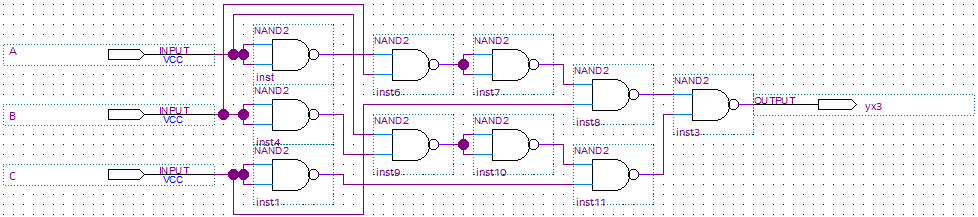 A
INPUT
VCC
NAND2
inst
NAND2
inst6
NAND2
inst7
B
INPUT
VCC
NAND2
inst4
NAND2
inst8
NAND2
inst3
OUTPUT
yx3
C
INPUT
VCC
NAND2
inst1
NAND2
inst9
NAND2
inst10
NAND2
inst11